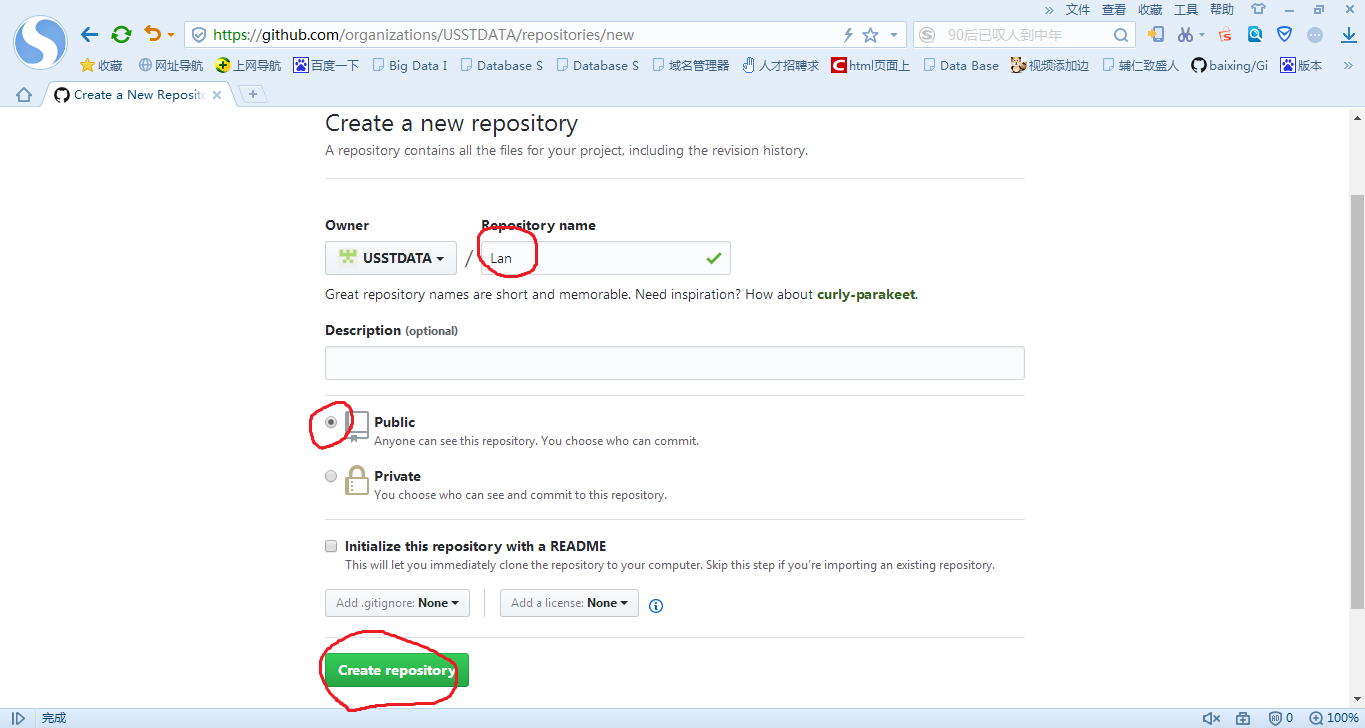 » 文件 查看 收藏 工具 帮助
https://github.com/organizations/USSTDATA/repositories/new
90后已叹人到中年
收藏 网址导航 上网导航 百度一下 Big Data I Database S Database S 域名管理器 人才招聘求 html页面上 Data Base 视频添加边 辅仁致盛人 baixing/Gi 版本 »
Create a New Reposit
Create a new repository
A repository contains all the files for your project, including the revision history.
Owner Repository name
USSTDATA / Lan
Great repository names are short and memorable. Need inspiration? How about curly-parakeet.
Description (optional)
Public
Anyone can see this repository. You choose who can commit.
Private
You choose who can see and commit to this repository.
Initialize this repository with a README
This will let you immediately clone the repository to your computer. Skip this step if you're importing an existing repository.
Add .gitignore: None Add a license: None
Create repository
完成 0 100%